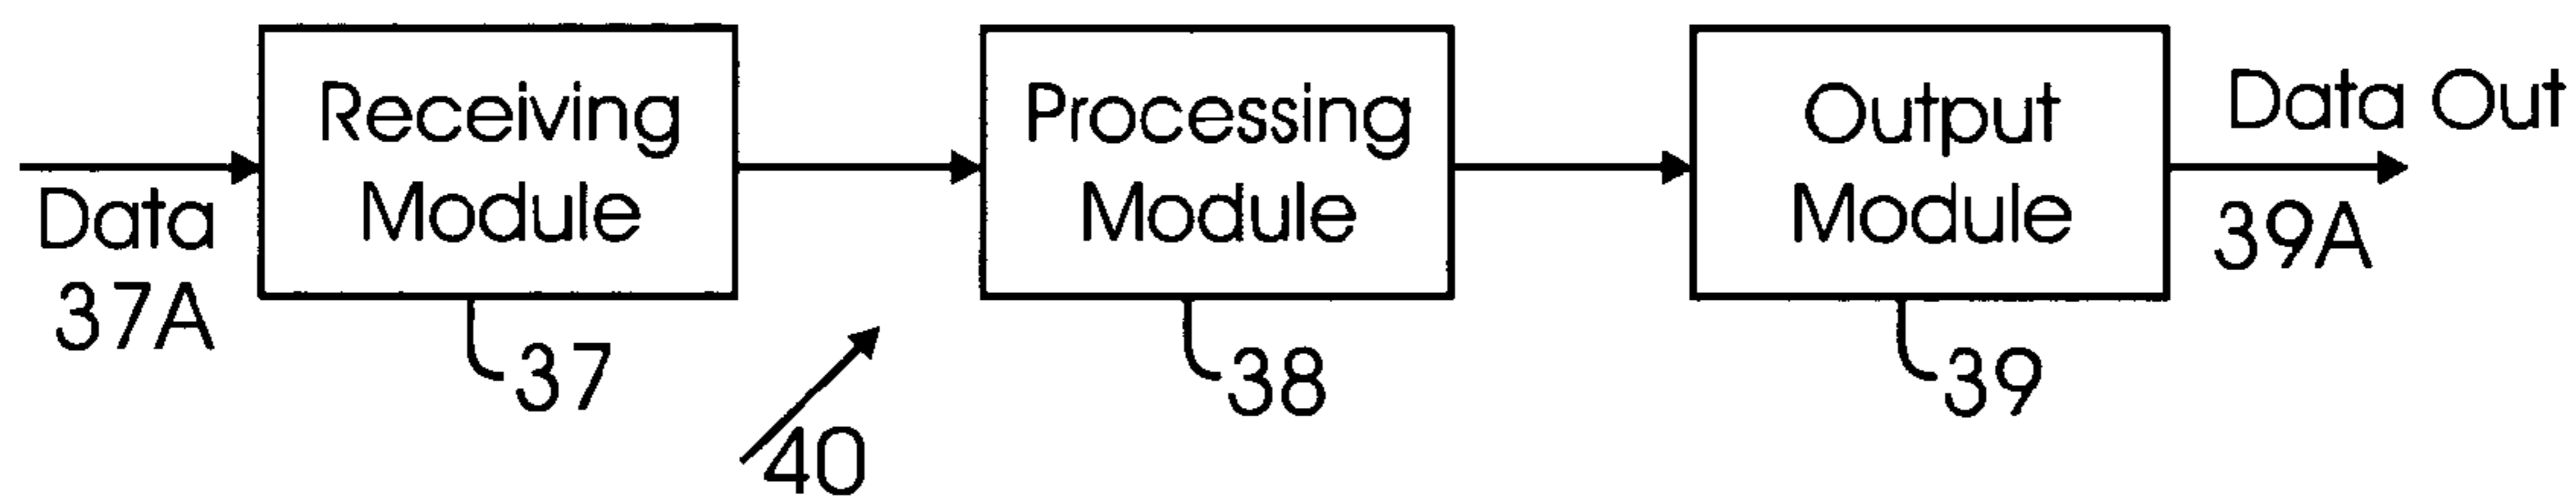 Data
37A
Receiving
Module
37
40
Processing
Module
38
Output
Module
39
Data Out
39A